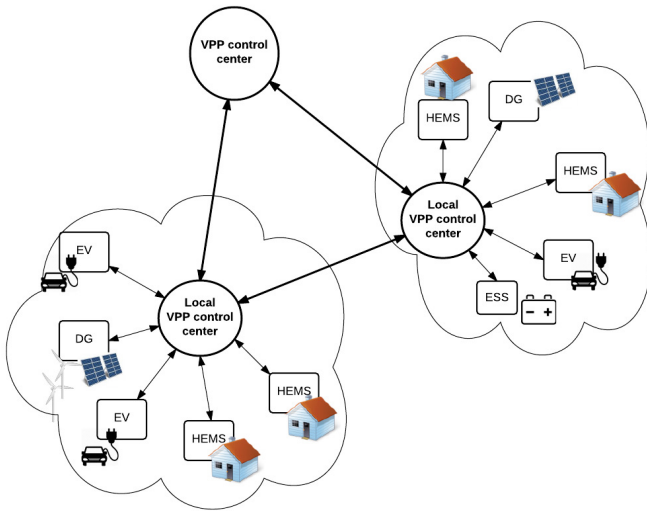 VPP control
center
HEMS
DG
HEMS
Local
VPP control
center
EV
ESS
EV
Local
VPP control
center
DG
HEMS
EV
HEMS